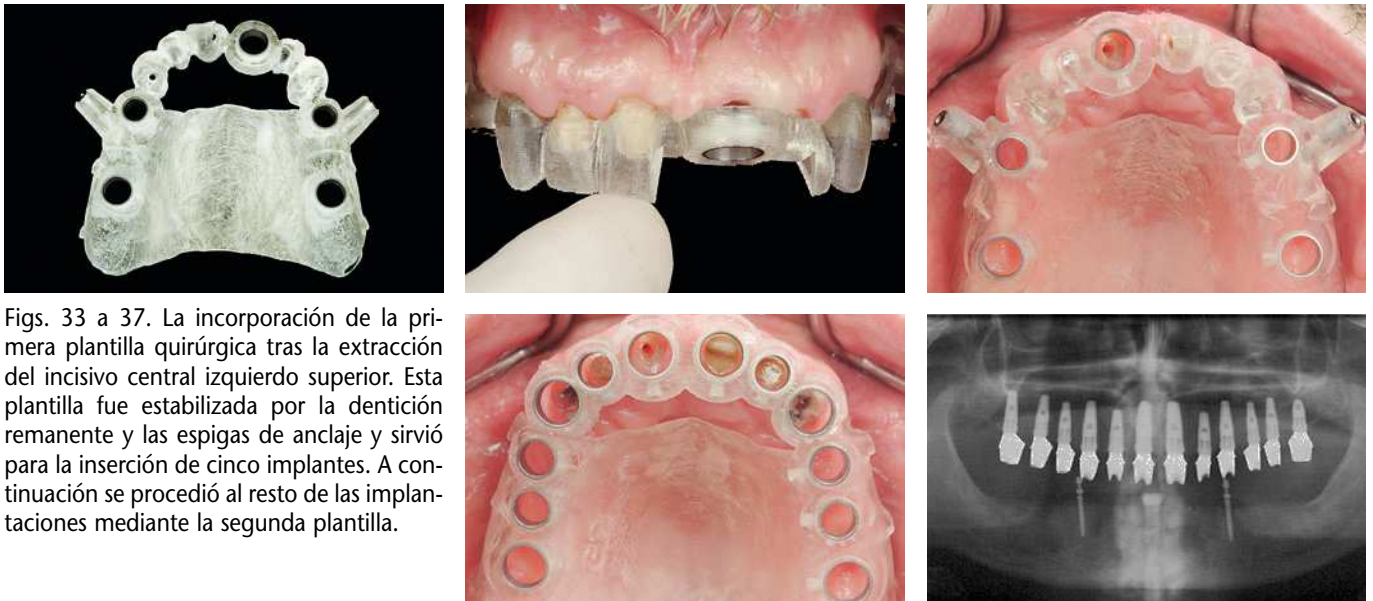 Figs. 33 a 37. La incorporación de la pri-
mera plantilla quirúrgica tras la extracción
del incisivo central izquierdo superior. Esta
plantilla fue estabilizada por la dentición
remanente y las espigas de anclaje y sirvió
para la inserción de cinco implantes. A con-
tinuación se procedió al resto de las implan-
taciones mediante la segunda plantilla.